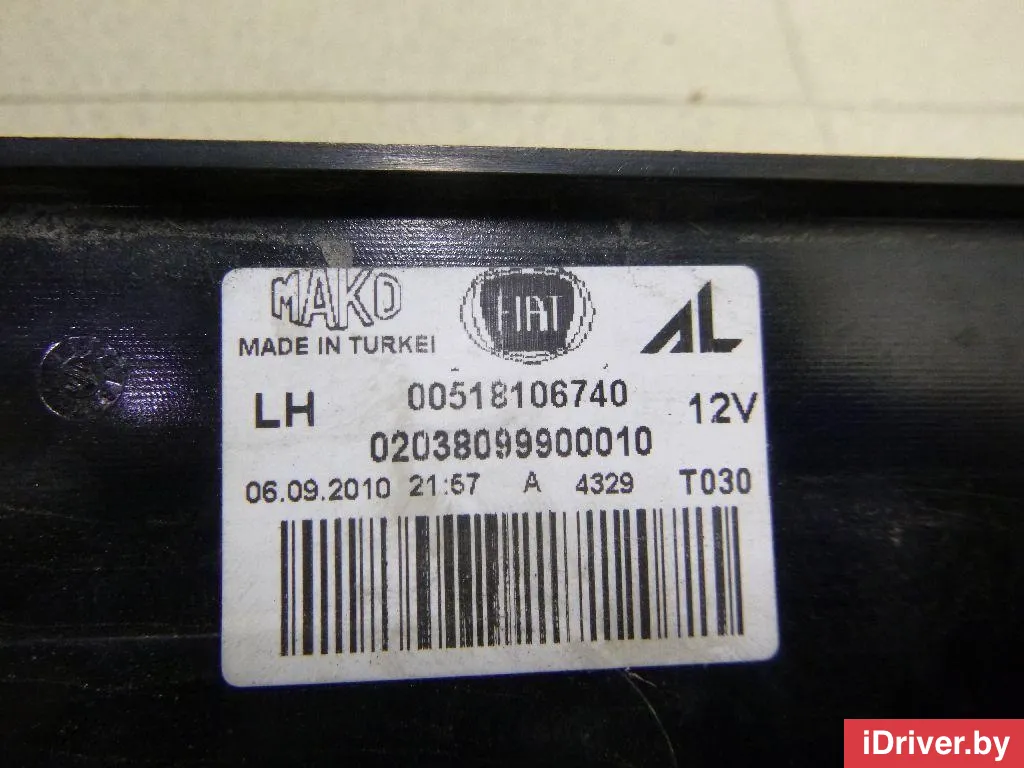 MAKO FIAT AL
MADE IN TURKEI
LH 00518106740 12V
02038099900010
06.09.2010 21:57 A 4329 T030
iDriver.by